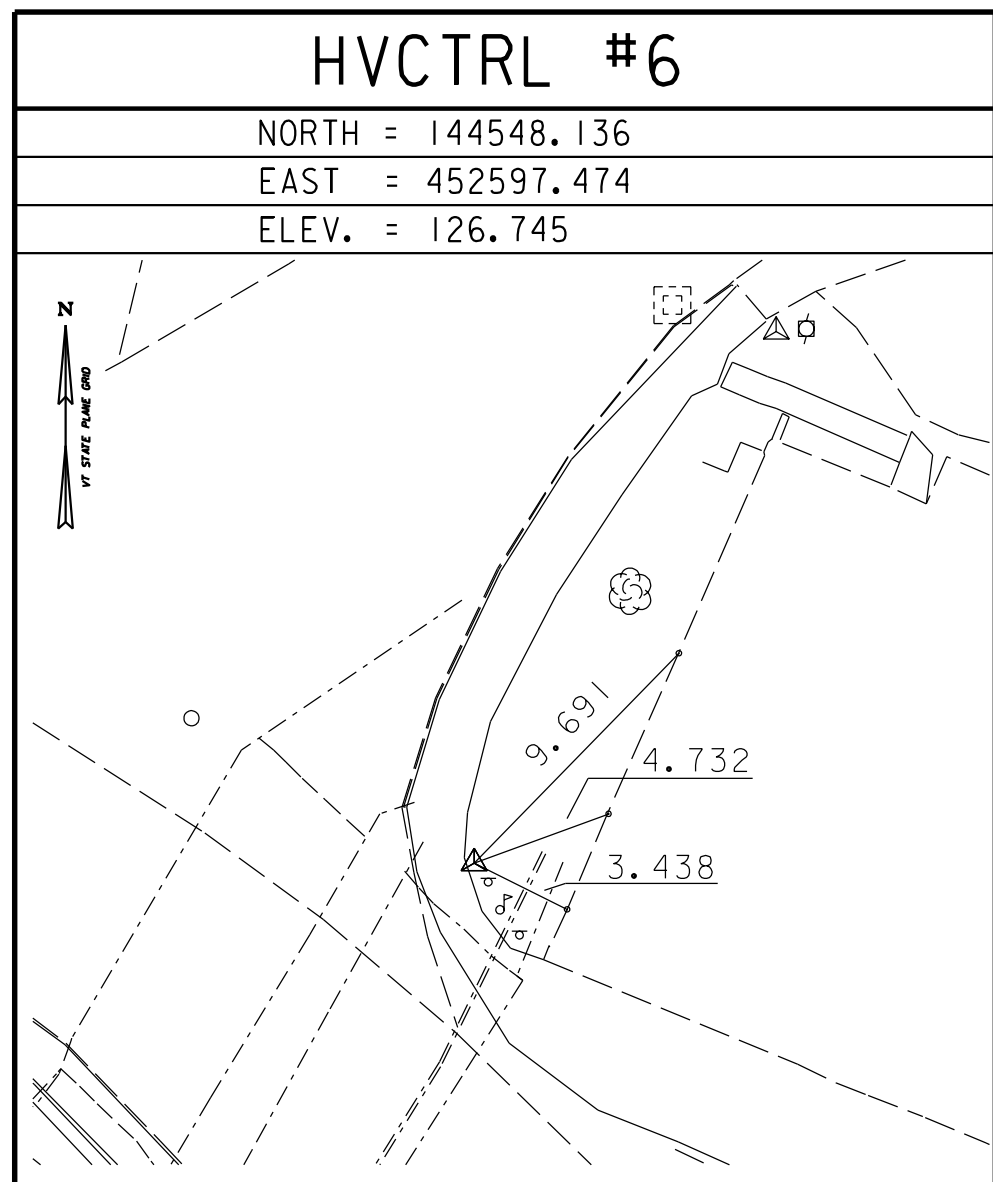 HVCTRL #6
NORTH = 144548.136
EAST = 452597.474
ELEV. = 126.745
N
VT STATE PLANE GRID
9.691
4.732
3.438